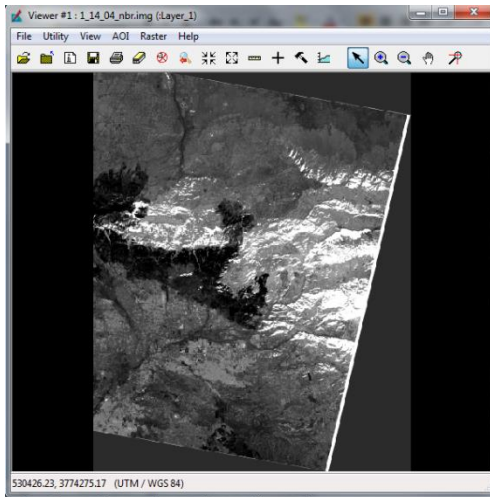 Viewer #1 : 1_14_04_nbr.img (:Layer_1)
File Utility View AOI Raster Help
530426.23, 3774275.17 (UTM / WGS 84)